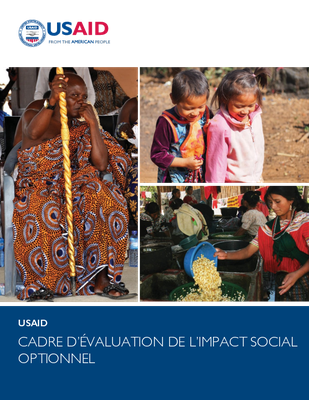 USAID
FROM THE AMERICAN PEOPLE
USAID
CADRE D'ÉVALUATION DE L'IMPACT SOCIAL
OPTIONNEL